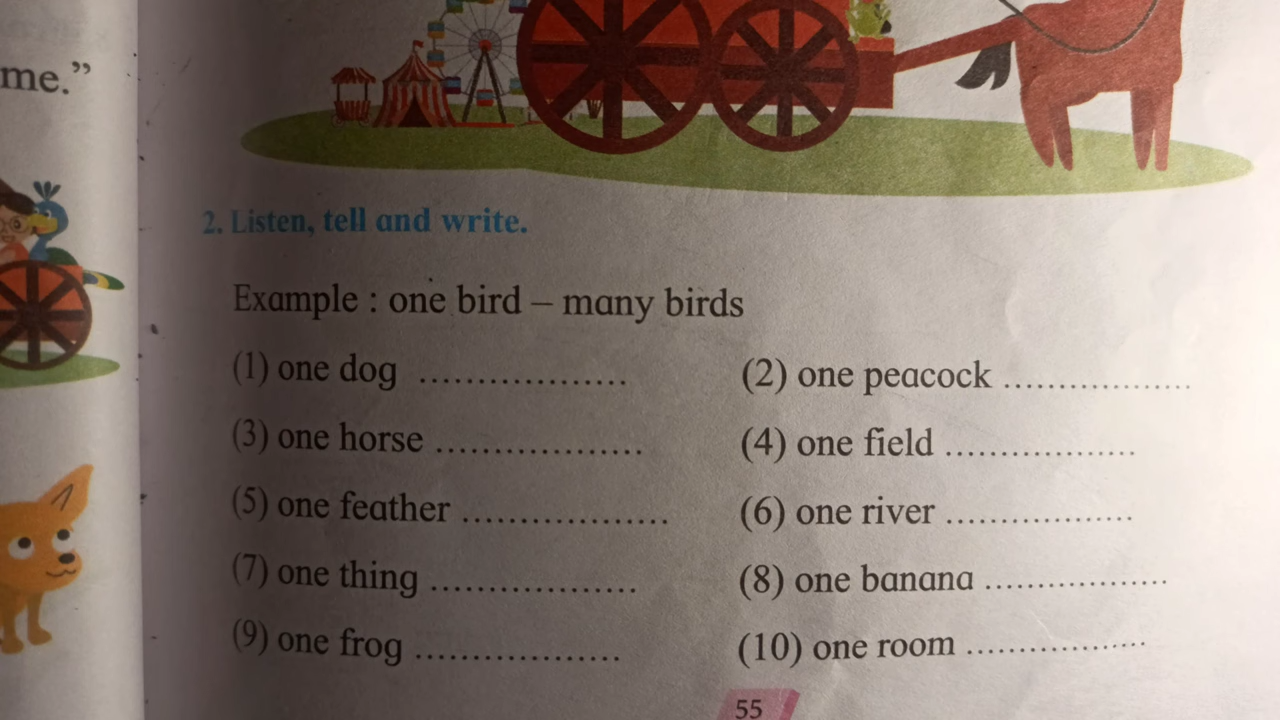 me.”
2. Listen, tell and write.
Example : one bird – many birds
(1) one dog ..................
(2) one peacock ..................
(3) one horse ..................
(4) one field ..................
(5) one feather ..................
(6) one river ..................
(7) one thing ..................
(8) one banana ..................
(9) one frog ..................
(10) one room ..................
55